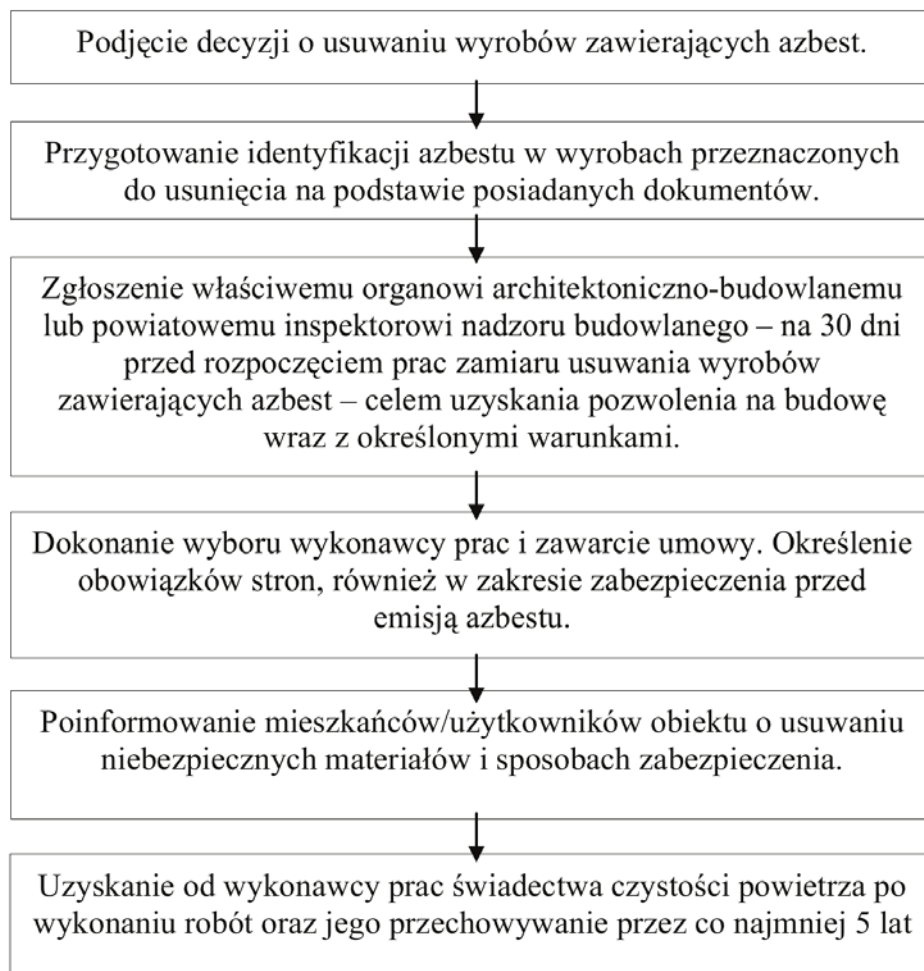 Podjęcie decyzji o usuwaniu wyrobów zawierających azbest.
Przygotowanie identyfikacji azbestu w wyrobach przeznaczonych
do usunięcia na podstawie posiadanych dokumentów.
Zgłoszenie właściwemu organowi architektoniczno-budowlanemu
lub powiatowemu inspektorowi nadzoru budowlanego – na 30 dni
przed rozpoczęciem prac zamiaru usuwania wyrobów
zawierających azbest – celem uzyskania pozwolenia na budowę
wraz z określonymi warunkami.
Dokonanie wyboru wykonawcy prac i zawarcie umowy. Określenie
obowiązków stron, również w zakresie zabezpieczenia przed
emisją azbestu.
Poinformowanie mieszkańców/użytkowników obiektu o usuwaniu
niebezpiecznych materiałów i sposobach zabezpieczenia.
Uzyskanie od wykonawcy prac świadectwa czystości powietrza po
wykonaniu robót oraz jego przechowywanie przez co najmniej 5 lat